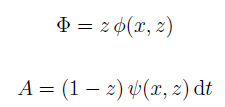 Φ = z ϕ(x, z)
A = (1 − z) ψ(x, z) dt